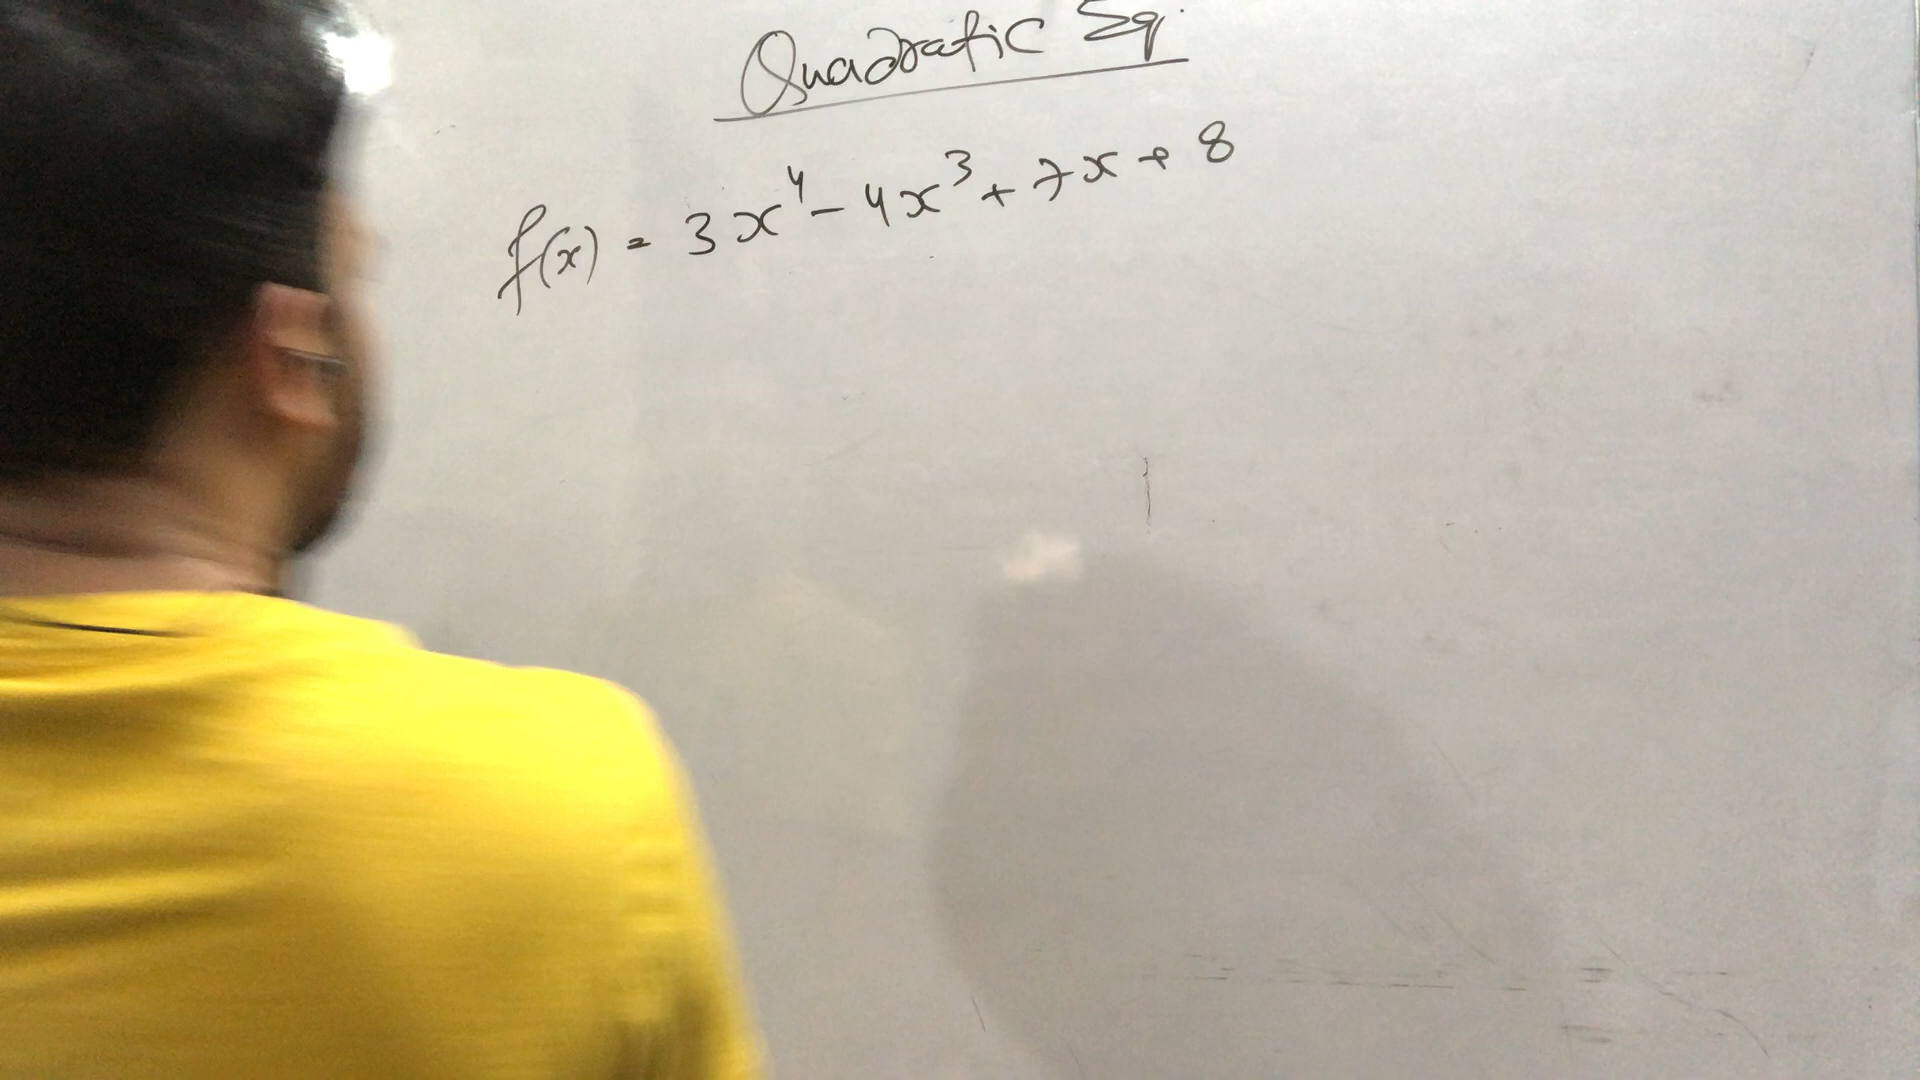 Quadratic Eq.
f(x) = 3x⁴ - 4x³ + 7x + 8